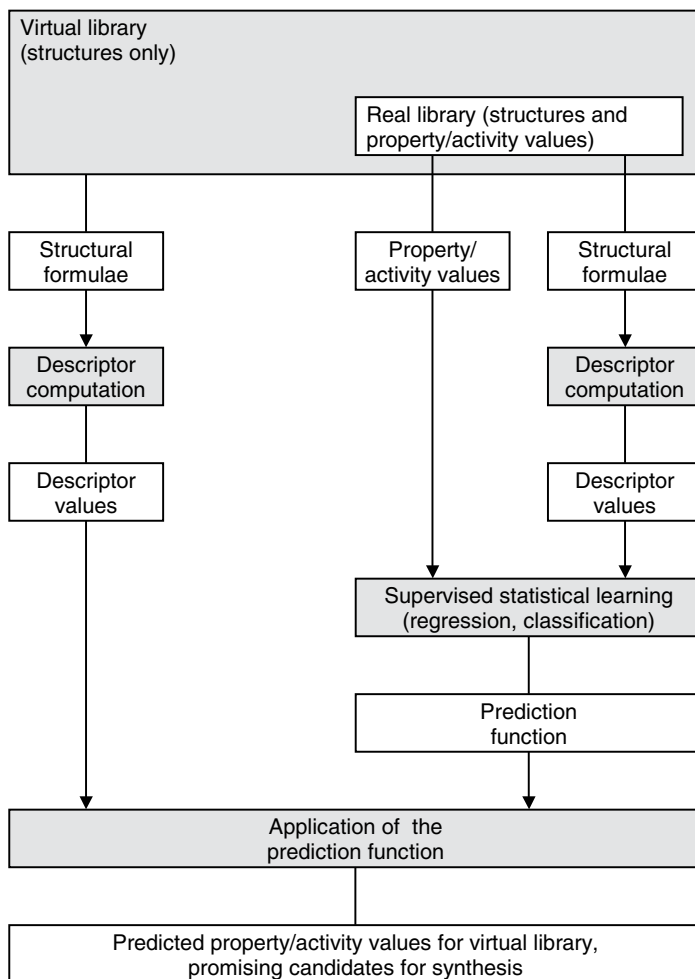 Virtual library
(structures only)
Real library (structures and
property/activity values)
Structural
formulae
Property/
activity values
Structural
formulae
Descriptor
computation
Descriptor
computation
Descriptor
values
Descriptor
values
Supervised statistical learning
(regression, classification)
Prediction
function
Application of the
prediction function
Predicted property/activity values for virtual library,
promising candidates for synthesis